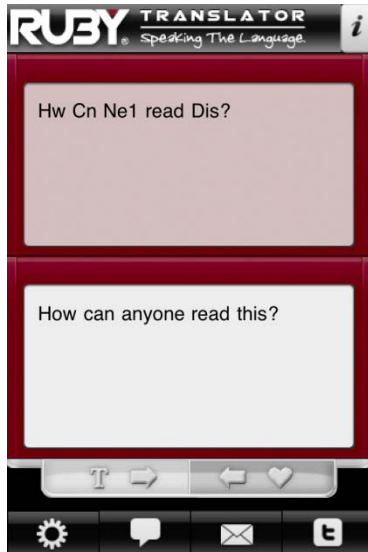 RUBY® TRANSLATOR
Speaking The Language.
i
Hw Cn Ne1 read Dis?
How can anyone read this?
T
t